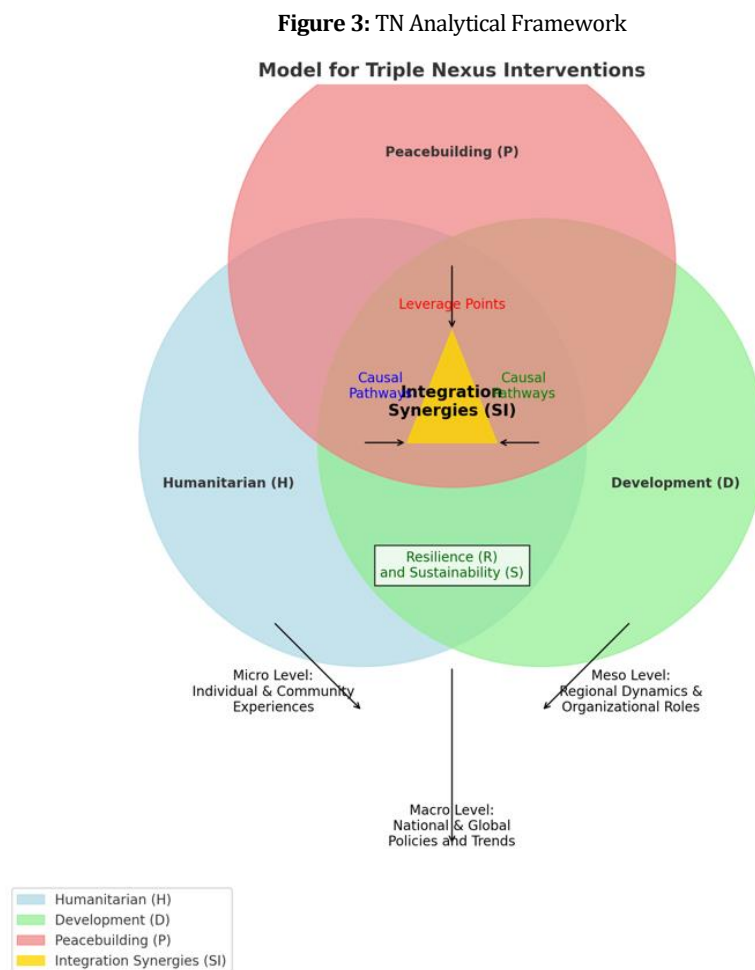 Figure 3: TN Analytical Framework
Model for Triple Nexus Interventions
Peacebuilding (P)
Leverage Points
Causal
Pathways
Integration
Synergies (SI)
Causal
Pathways
Humanitarian (H)
Development (D)
Resilience (R)
and Sustainability (S)
Micro Level:
Individual & Community
Experiences
Meso Level:
Regional Dynamics &
Organizational Roles
Macro Level:
National & Global
Policies and Trends
Humanitarian (H)
Development (D)
Peacebuilding (P)
Integration Synergies (SI)